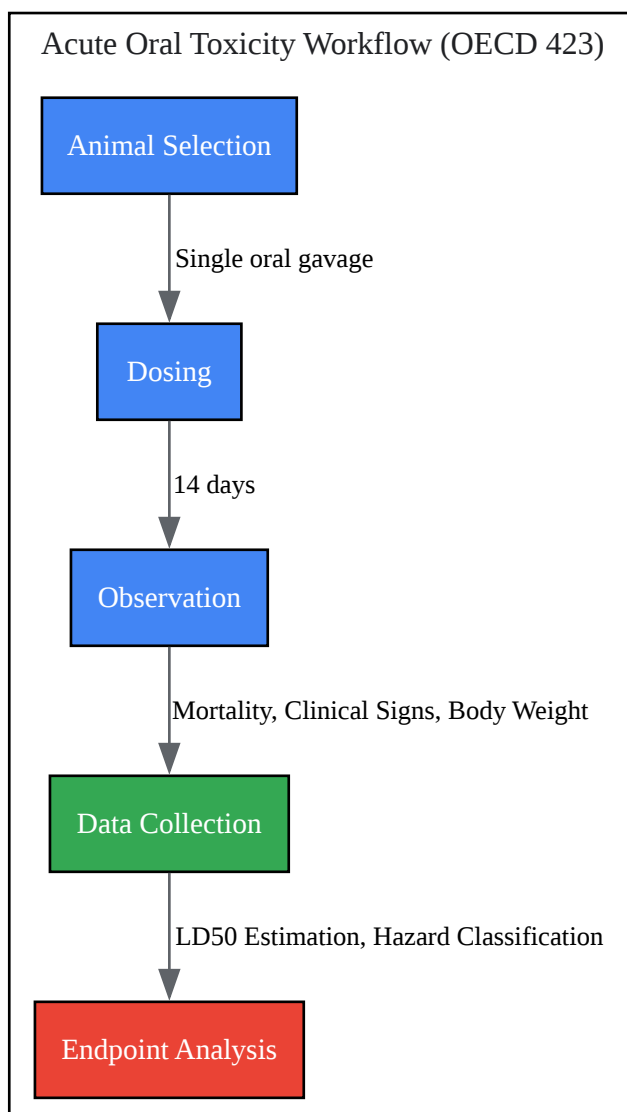 Acute Oral Toxicity Workflow (OECD 423)
Animal Selection
Single oral gavage
Dosing
14 days
Observation
Mortality, Clinical Signs, Body Weight
Data Collection
LD50 Estimation, Hazard Classification
Endpoint Analysis